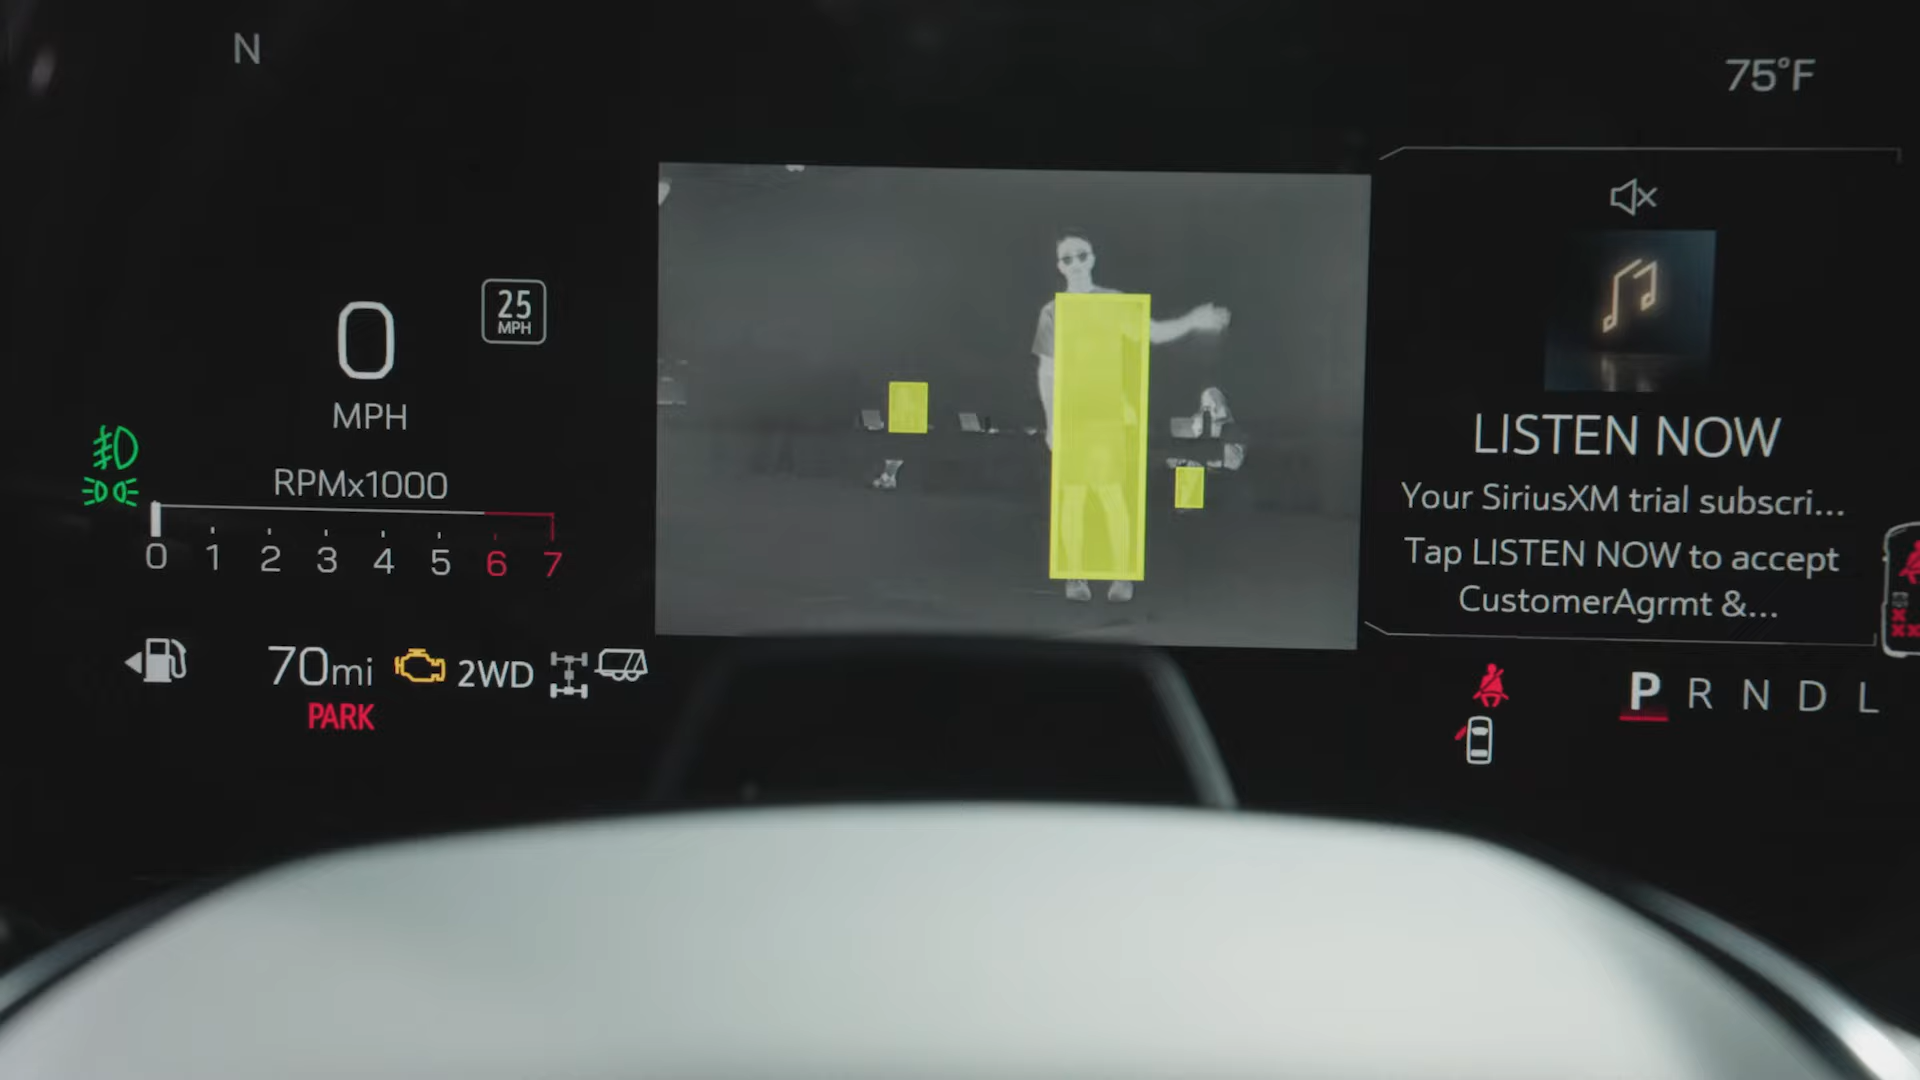 N
75°F
0
25
MPH
MPH
RPMx1000
0 1 2 3 4 5 6 7
70mi
2WD
PARK
LISTEN NOW
Your SiriusXM trial subscri...
Tap LISTEN NOW to accept
CustomerAgrmt &...
P R N D L